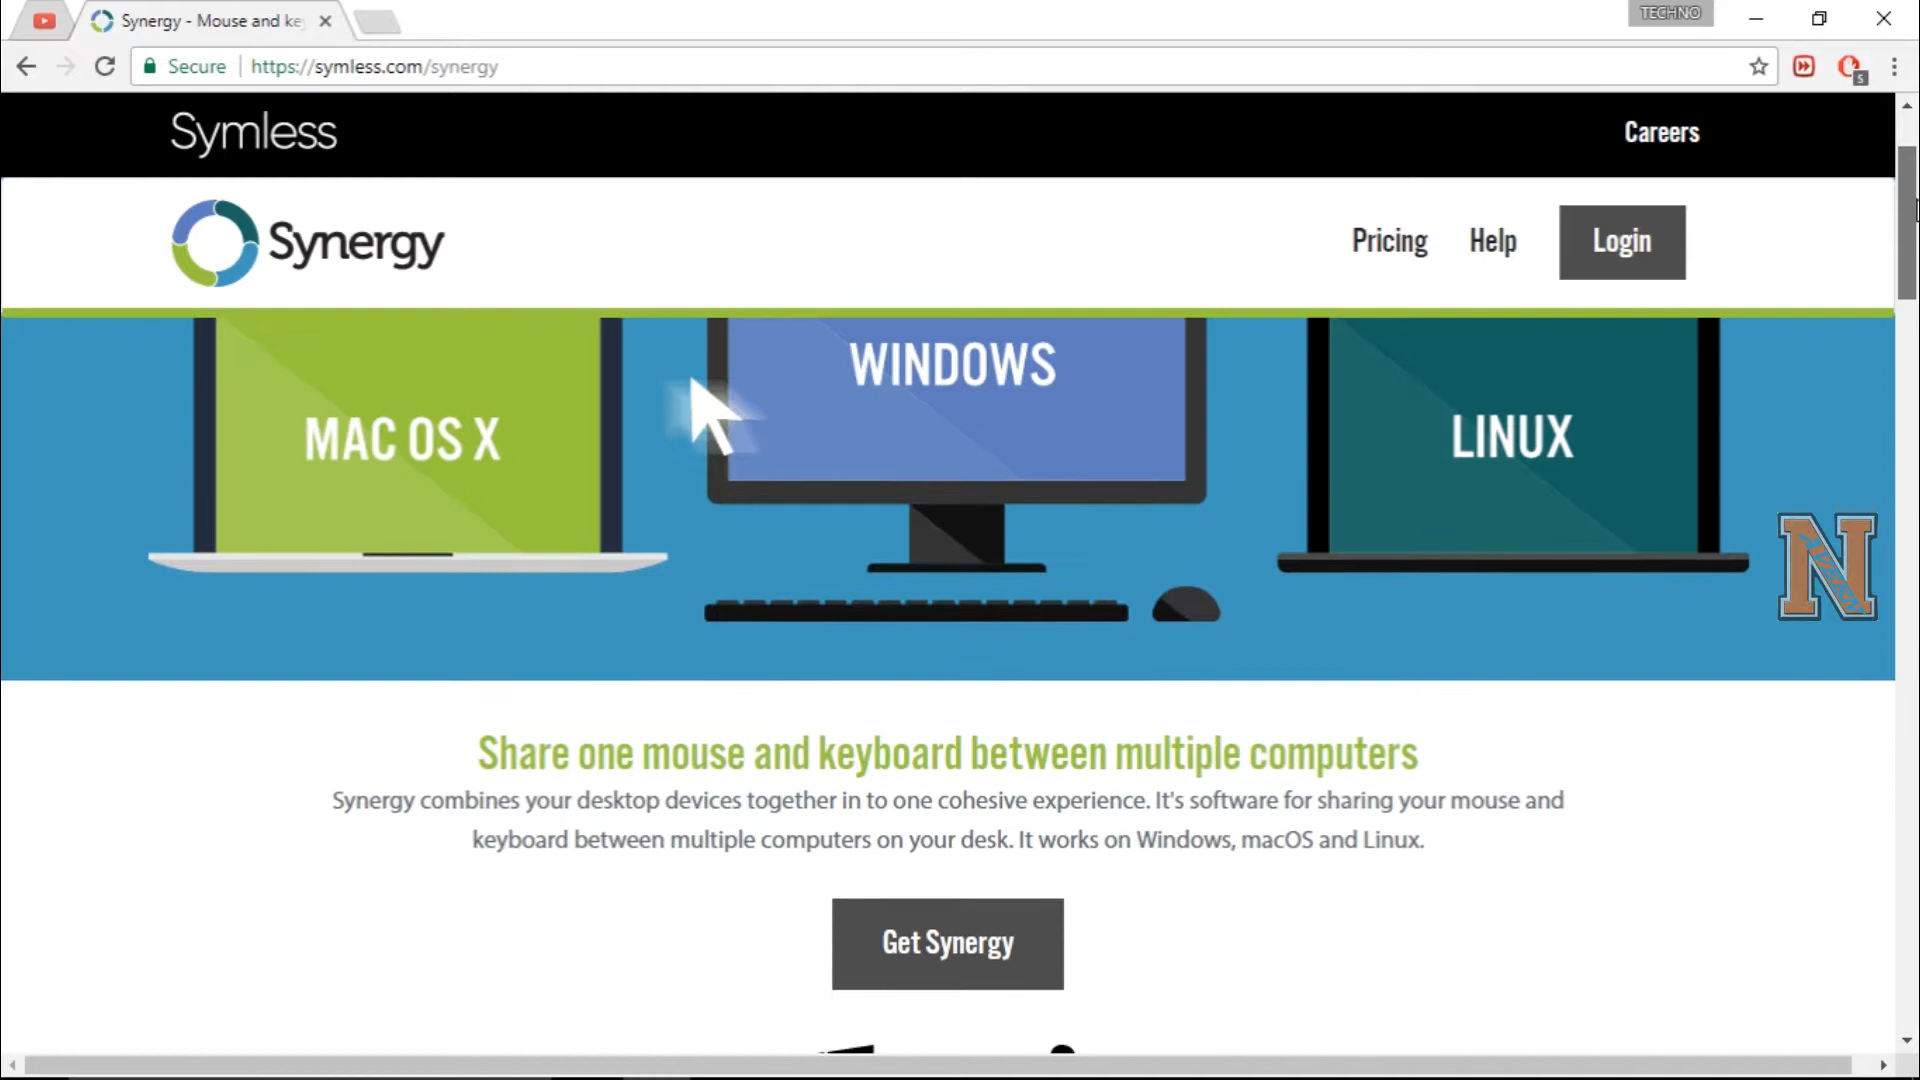 Synergy - Mouse and ke
TECHNO
Secure
https://symless.com/synergy
5
Symless
Careers
Synergy
Pricing
Help
Login
MAC OS X
WINDOWS
LINUX
N
Share one mouse and keyboard between multiple computers
Synergy combines your desktop devices together in to one cohesive experience. It's software for sharing your mouse and
keyboard between multiple computers on your desk. It works on Windows, macOS and Linux.
Get Synergy